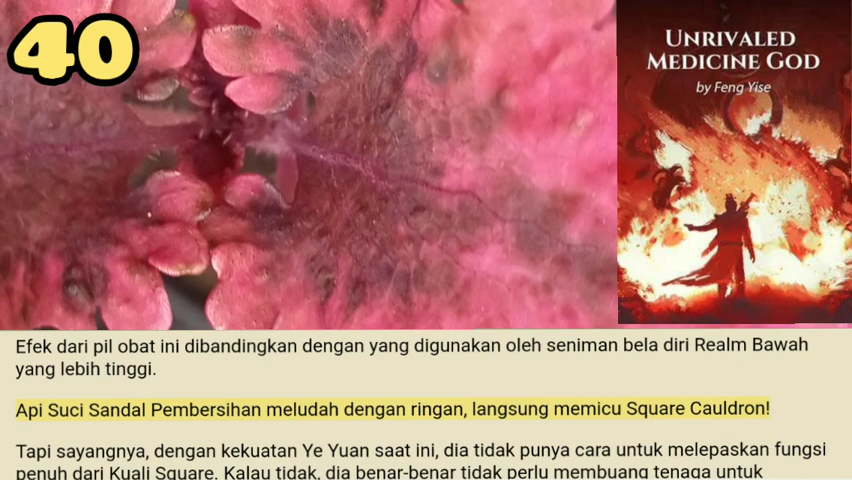 40
UNRIVALED
MEDICINE GOD
by Feng Yise
Efek dari pil obat ini dibandingkan dengan yang digunakan oleh seniman bela diri Realm Bawah
yang lebih tinggi.
Api Suci Sandal Pembersihan meludah dengan ringan, langsung memicu Square Cauldron!
Tapi sayangnya, dengan kekuatan Ye Yuan saat ini, dia tidak punya cara untuk melepaskan fungsi
penuh dari Kuali Square. Kalau tidak, dia benar-benar tidak perlu membuang tenaga untuk